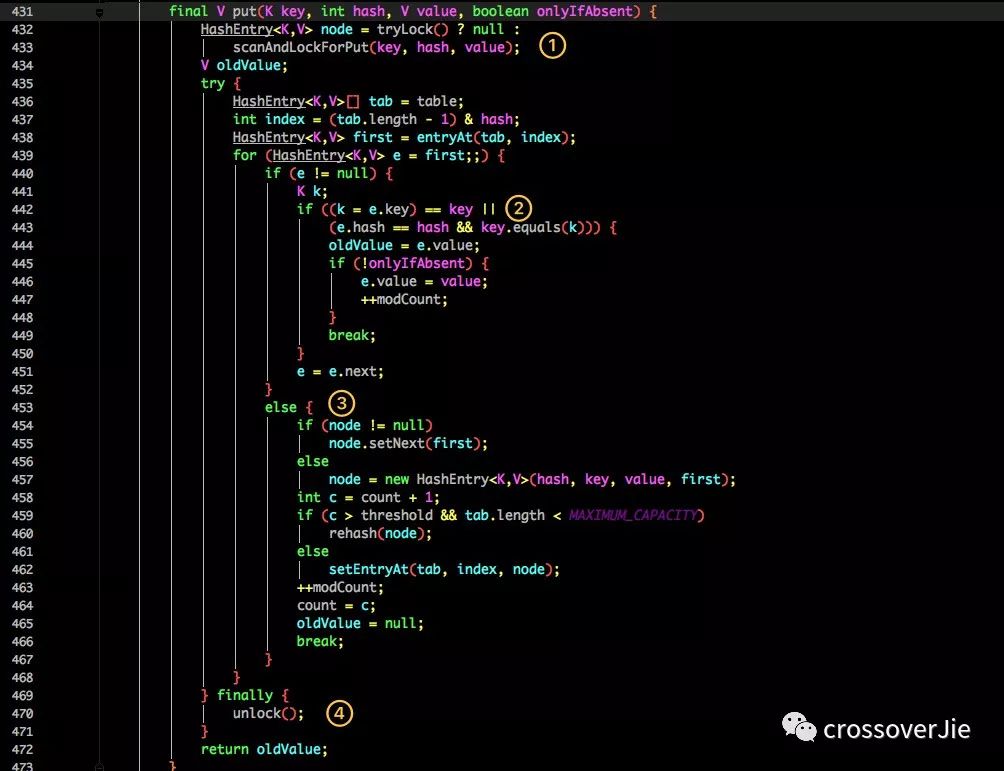 431 final V put(K key, int hash, V value, boolean onlyIfAbsent) {
432 HashEntry<K,V> node = tryLock() ? null :
433 scanAndLockForPut(key, hash, value); 1
434 V oldValue;
435 try {
436 HashEntry<K,V>[] tab = table;
437 int index = (tab.length - 1) & hash;
438 HashEntry<K,V> first = entryAt(tab, index);
439 for (HashEntry<K,V> e = first;;) {
440 if (e != null) {
441 K k;
442 if ((k = e.key) == key || 2
443 (e.hash == hash && key.equals(k))) {
444 oldValue = e.value;
445 if (!onlyIfAbsent) {
446 e.value = value;
447 ++modCount;
448 }
449 break;
450 }
451 e = e.next;
452 }
453 else { 3
454 if (node != null)
455 node.setNext(first);
456 else
457 node = new HashEntry<K,V>(hash, key, value, first);
458 int c = count + 1;
459 if (c > threshold && tab.length < MAXIMUM_CAPACITY)
460 rehash(node);
461 else
462 setEntryAt(tab, index, node);
463 ++modCount;
464 count = c;
465 oldValue = null;
466 break;
467 }
468 }
469 } finally {
470 unlock(); 4
471 }
472 return oldValue;
473 }
crossoverJie